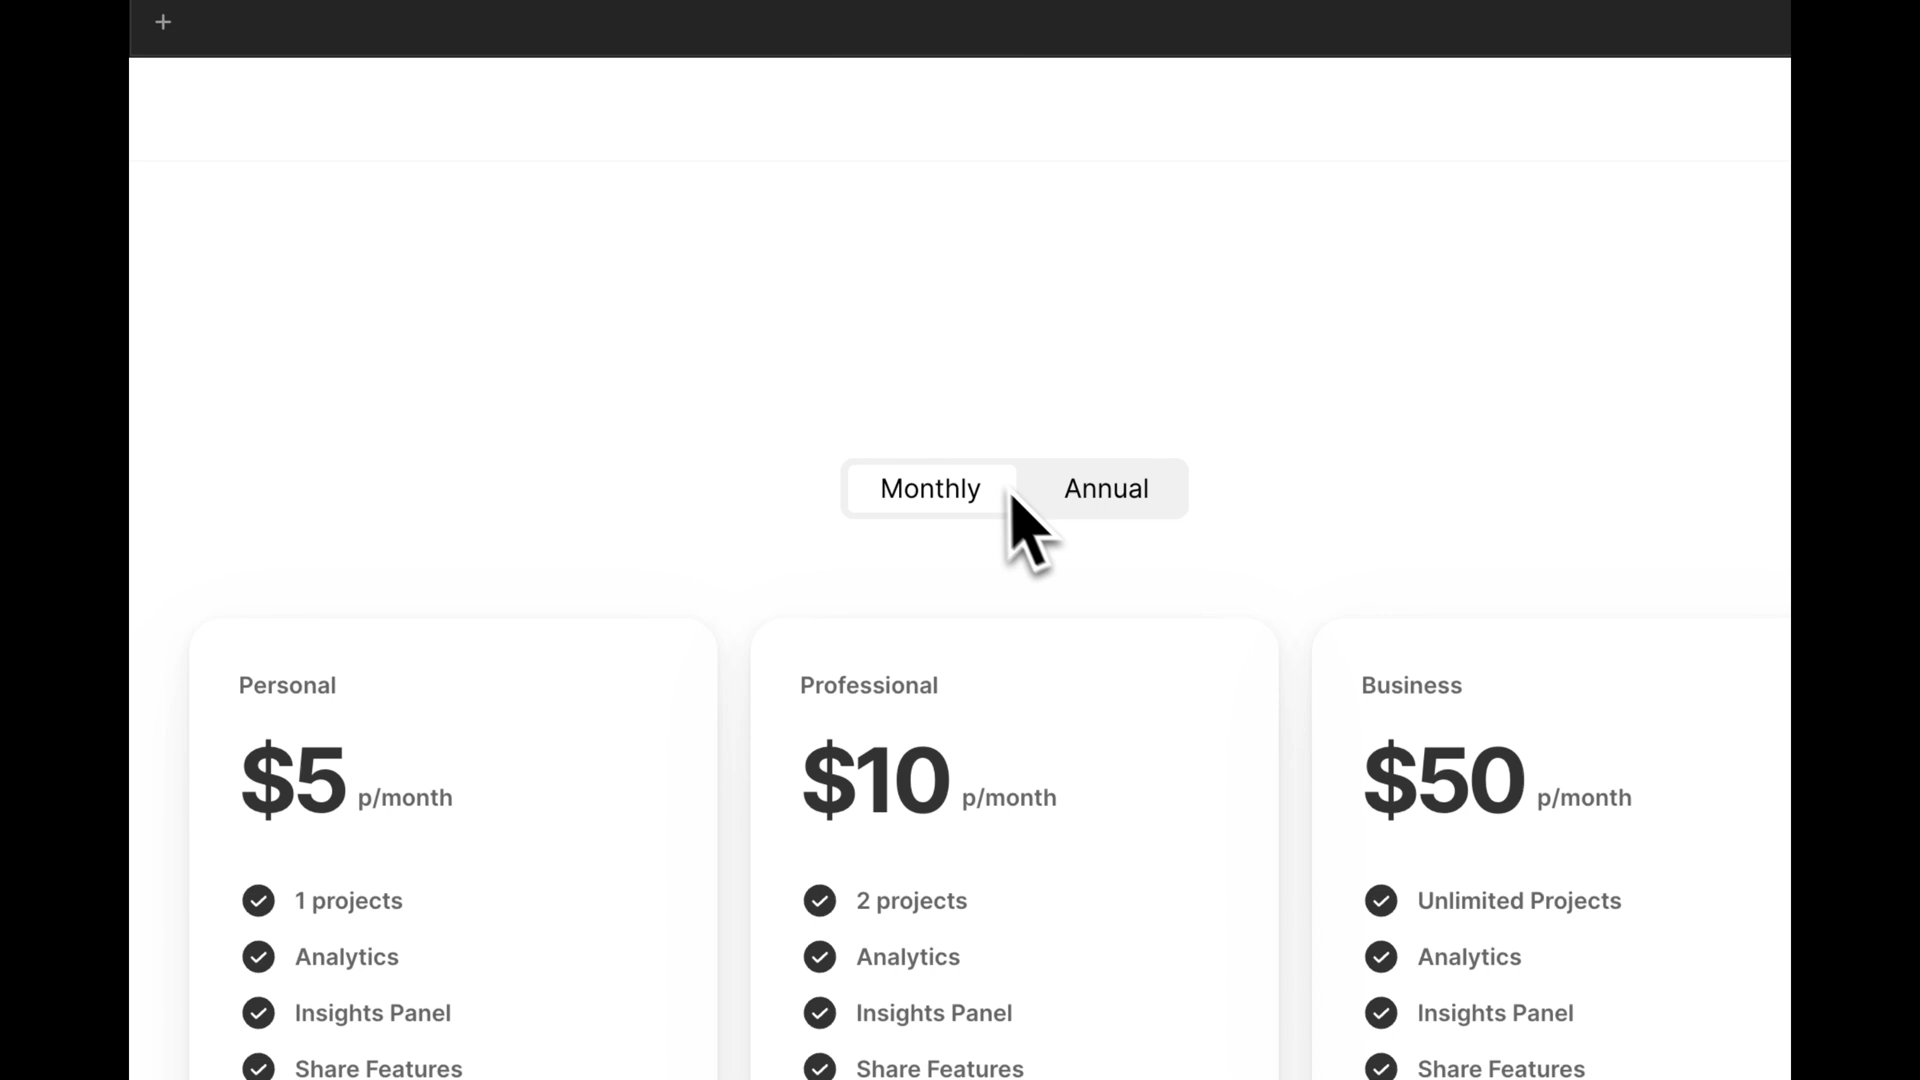 Monthly Annual
Personal
$5 p/month
1 projects
Analytics
Insights Panel
Share Features
Professional
$10 p/month
2 projects
Analytics
Insights Panel
Share Features
Business
$50 p/month
Unlimited Projects
Analytics
Insights Panel
Share Features